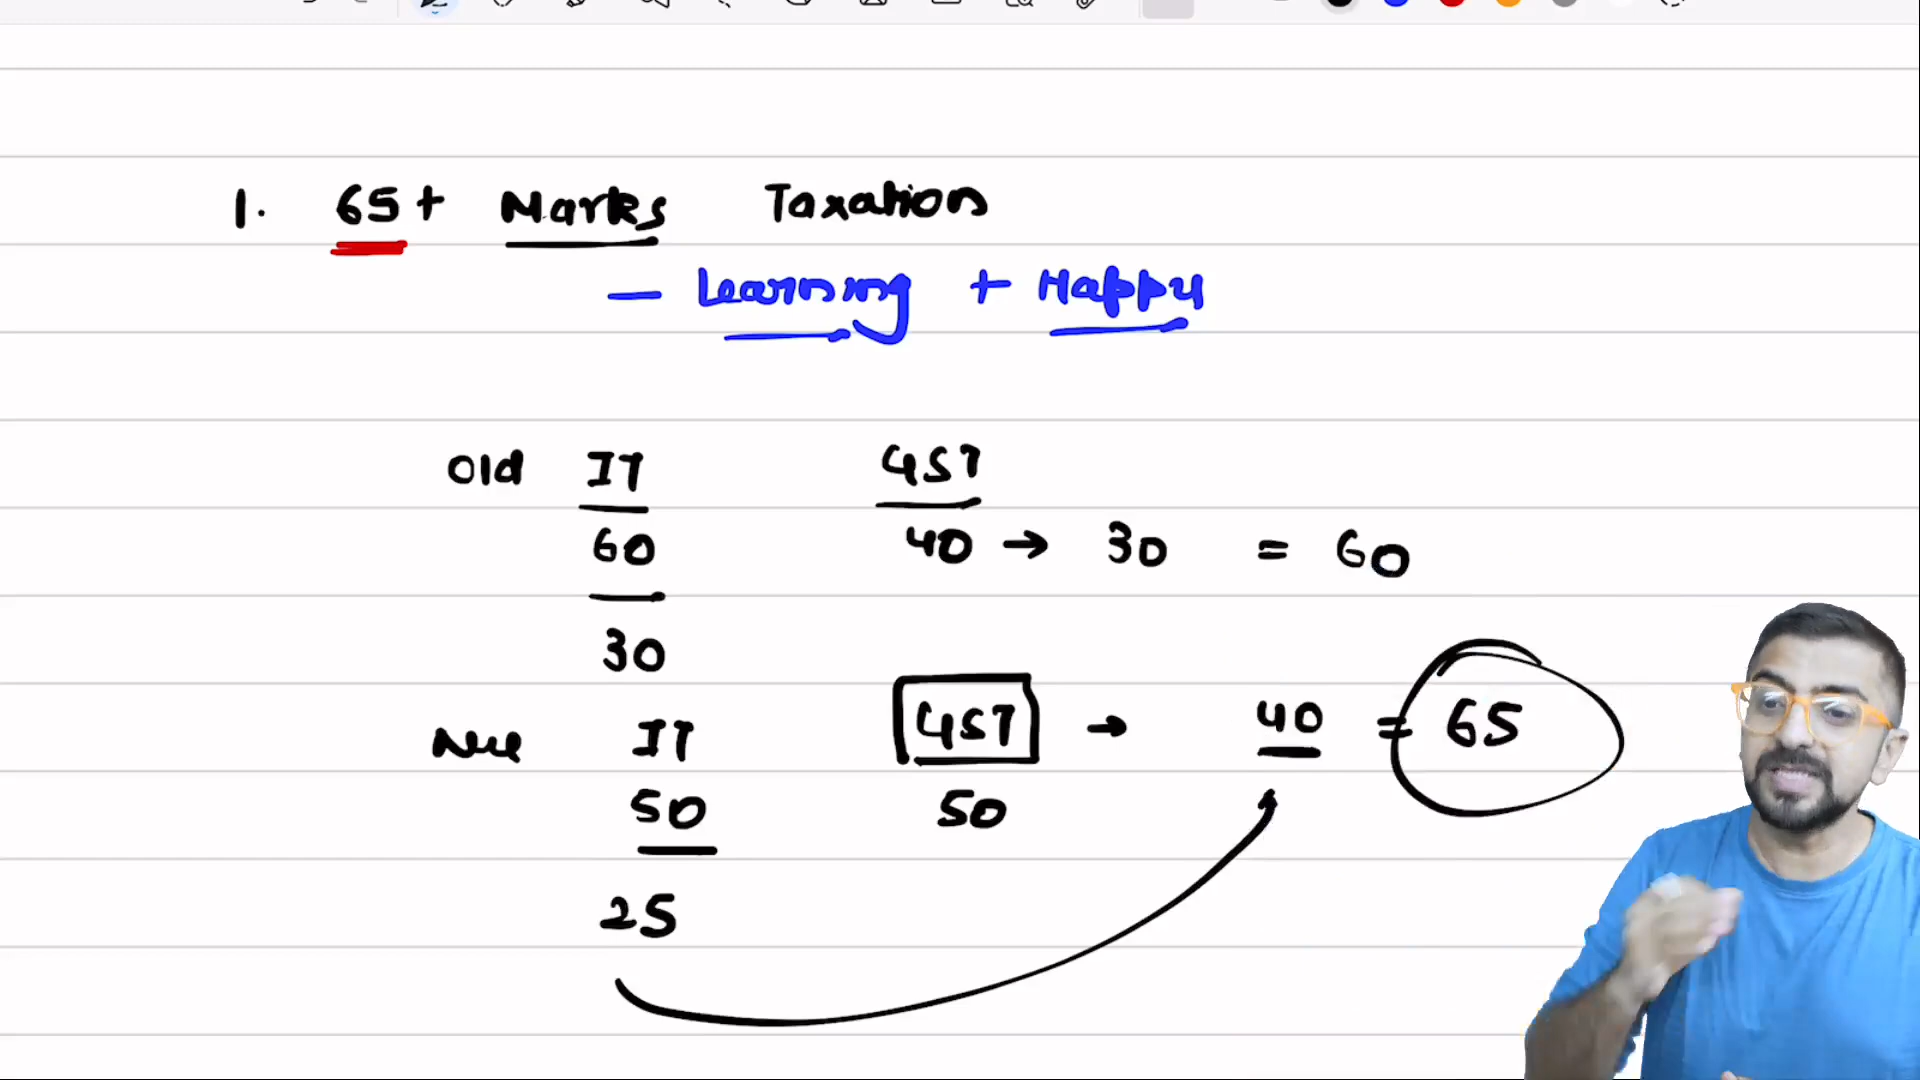 1. 65+ Marks Taxation
– Learning + Happy
Old IT GST
60 40 → 30 = 60
30
New IT GST → 40 = 65
50 50
25